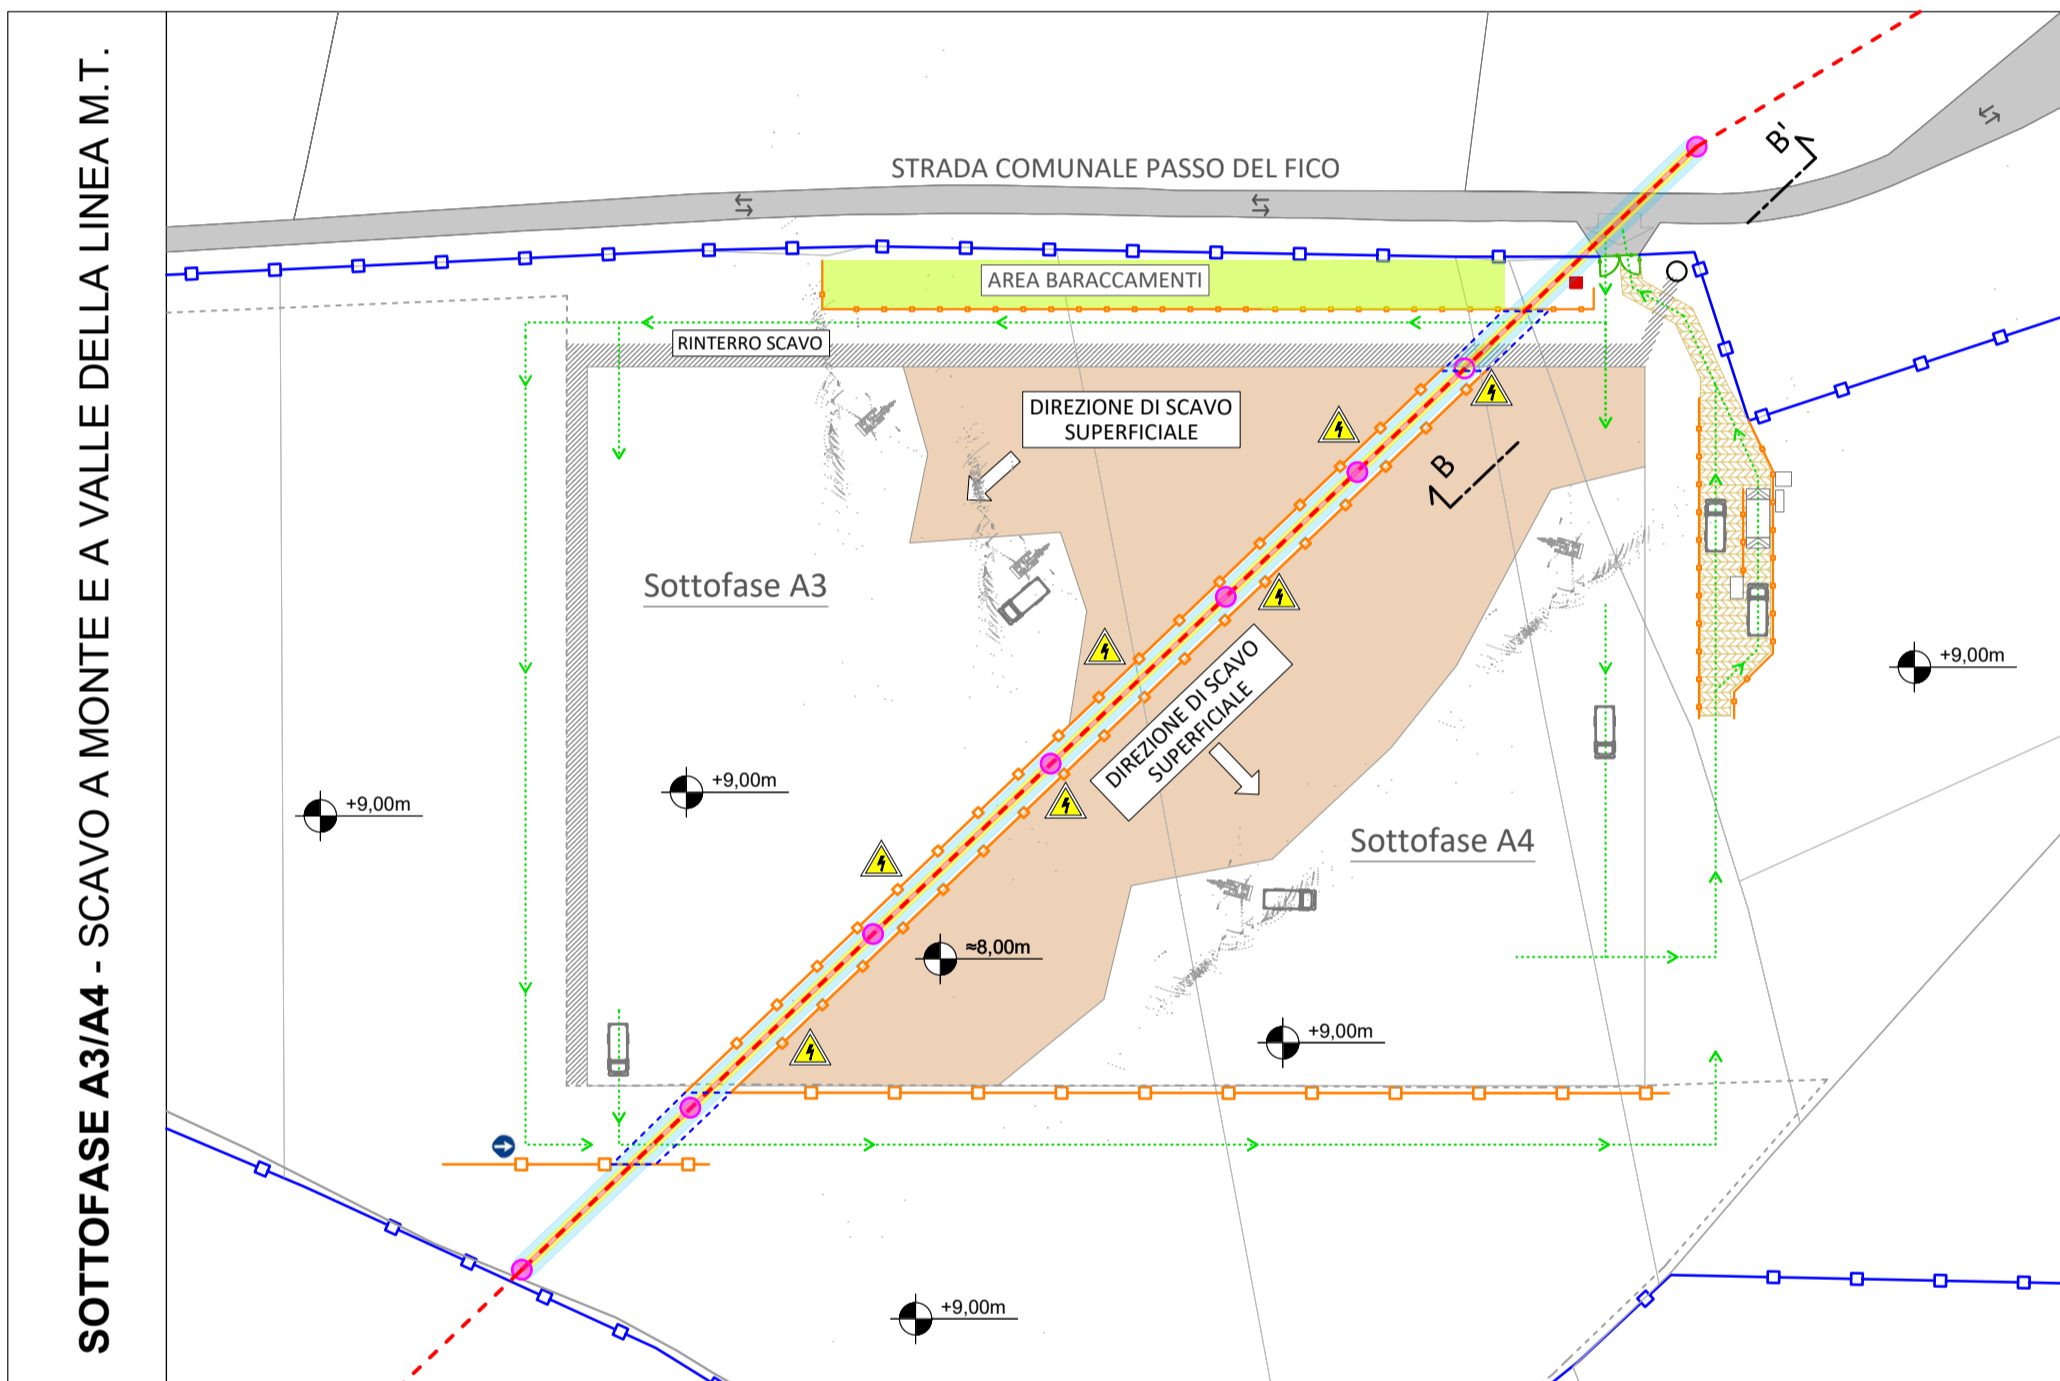 SOTTOFASE A3/A4 - SCAVO A MONTE E A VALLE DELLA LINEA M.T.
STRADA COMUNALE PASSO DEL FICO
B'
AREA BARACCAMENTI
RINTERRO SCAVO
DIREZIONE DI SCAVO
SUPERFICIALE
B
Sottofase A3
DIREZIONE DI SCAVO
SUPERFICIALE
+9,00m
+9,00m
+9,00m
Sottofase A4
≈8,00m
+9,00m
+9,00m